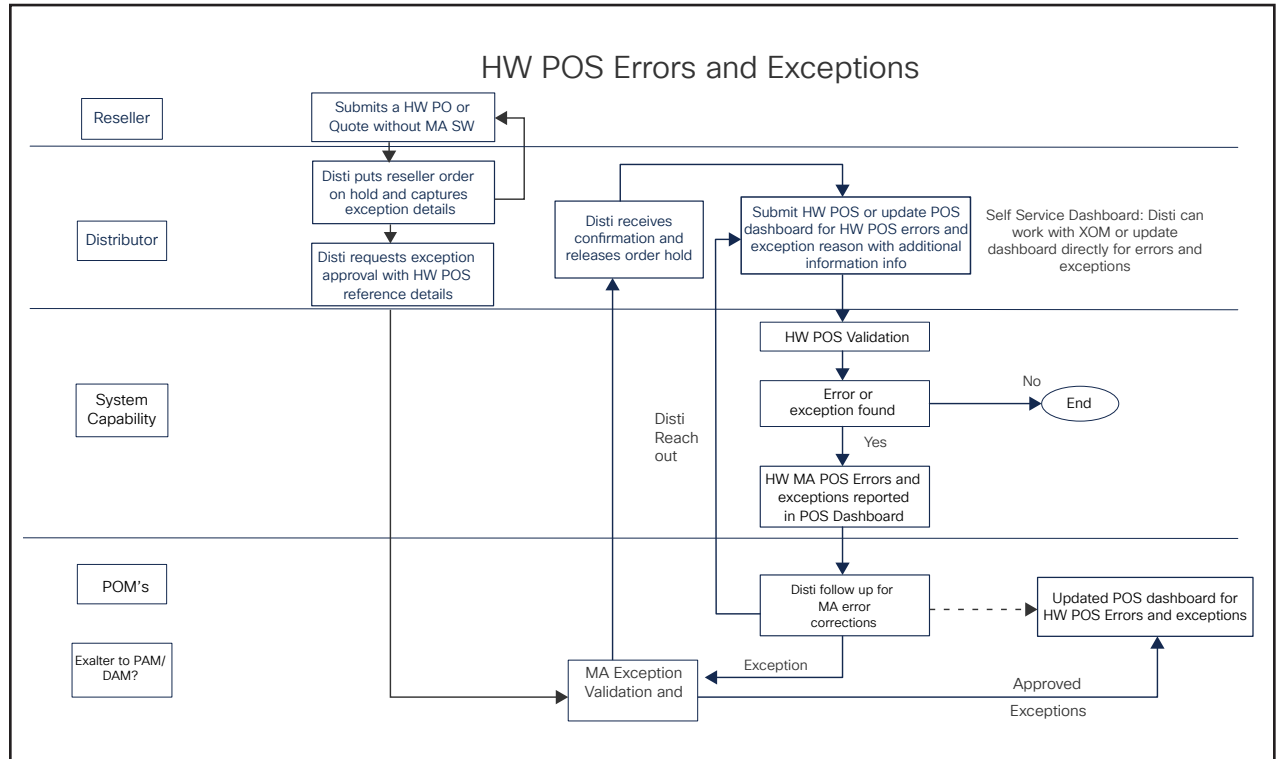 HW POS Errors and Exceptions
Reseller
Submits a HW PO or
Quote without MA SW
Distributor
Disti puts reseller order
on hold and captures
exception details
Disti requests exception
approval with HW POS
reference details
Disti receives
confirmation and
releases order hold
Submit HW POS or update POS
dashboard for HW POS errors and
exception reason with additional
information info
Self Service Dashboard: Disti can
work with XOM or update
dashboard directly for errors and
exceptions
System
Capability
HW POS Validation
Error or
exception found
No
End
Yes
Disti
Reach
out
HW MA POS Errors and
exceptions reported
in POS Dashboard
POM's
Disti follow up for
MA error
corrections
Updated POS dashboard for
HW POS Errors and exceptions
Exalter to PAM/
DAM?
MA Exception
Validation and
Exception
Approved
Exceptions